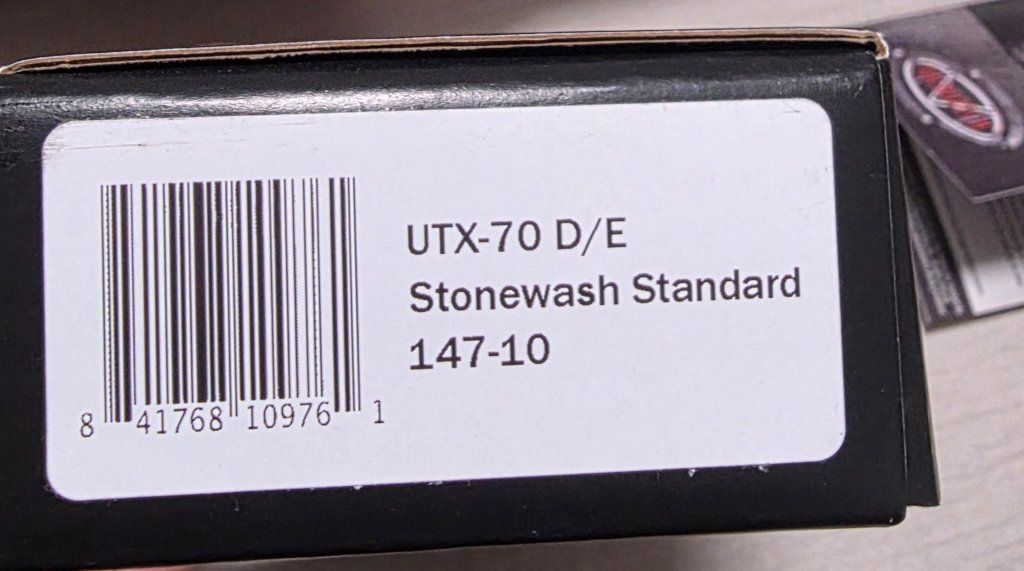 UTX-70 D/E
Stonewash Standard
147-10
8 41768 10976 1